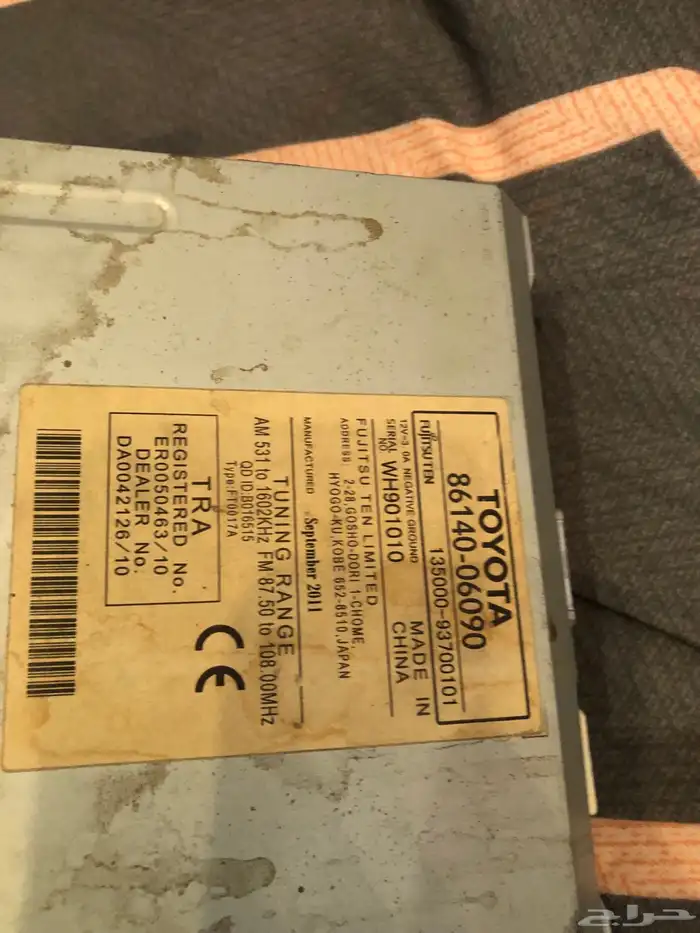 TOYOTA
86140-06090
FUJITSU TEN 135000-93700101
12V⎓3.0A NEGATIVE GROUND
SERIAL NO WH901010
MADE IN CHINA
FUJITSU TEN LIMITED
ADDRESS: 2-28,GOSHO-DORI 1-CHOME,
HYOGO-KU,KOBE 652-8510,JAPAN
MANUFACTURED :September 2011
TUNING RANGE
AM 531 to 1602KHz FM 87.50 to 108.00MHz
QD ID:B016515
Type:FT0017A
TRA
REGISTERED No.
ER0050463/10
DEALER No.
DA0042126/10
CE
حراج